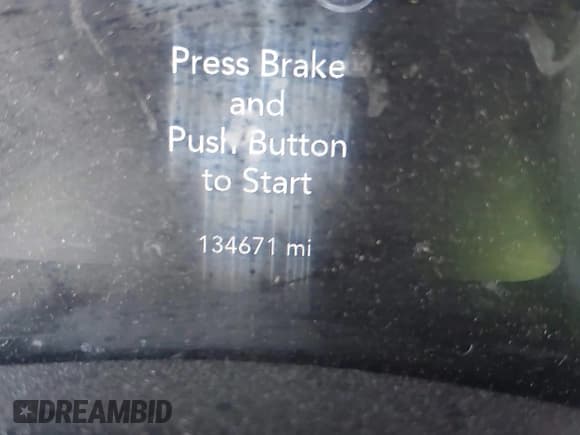 Press Brake
and
Push Button
to Start
134671 mi
DREAMBID